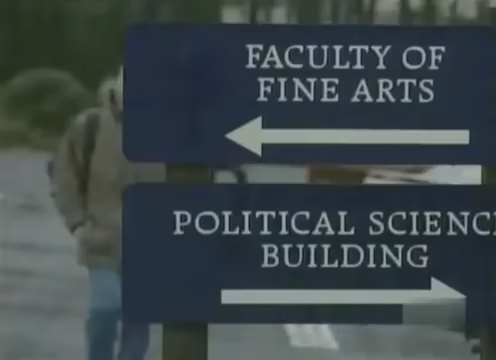 FACULTY OF
FINE ARTS
POLITICAL SCIENC
BUILDING